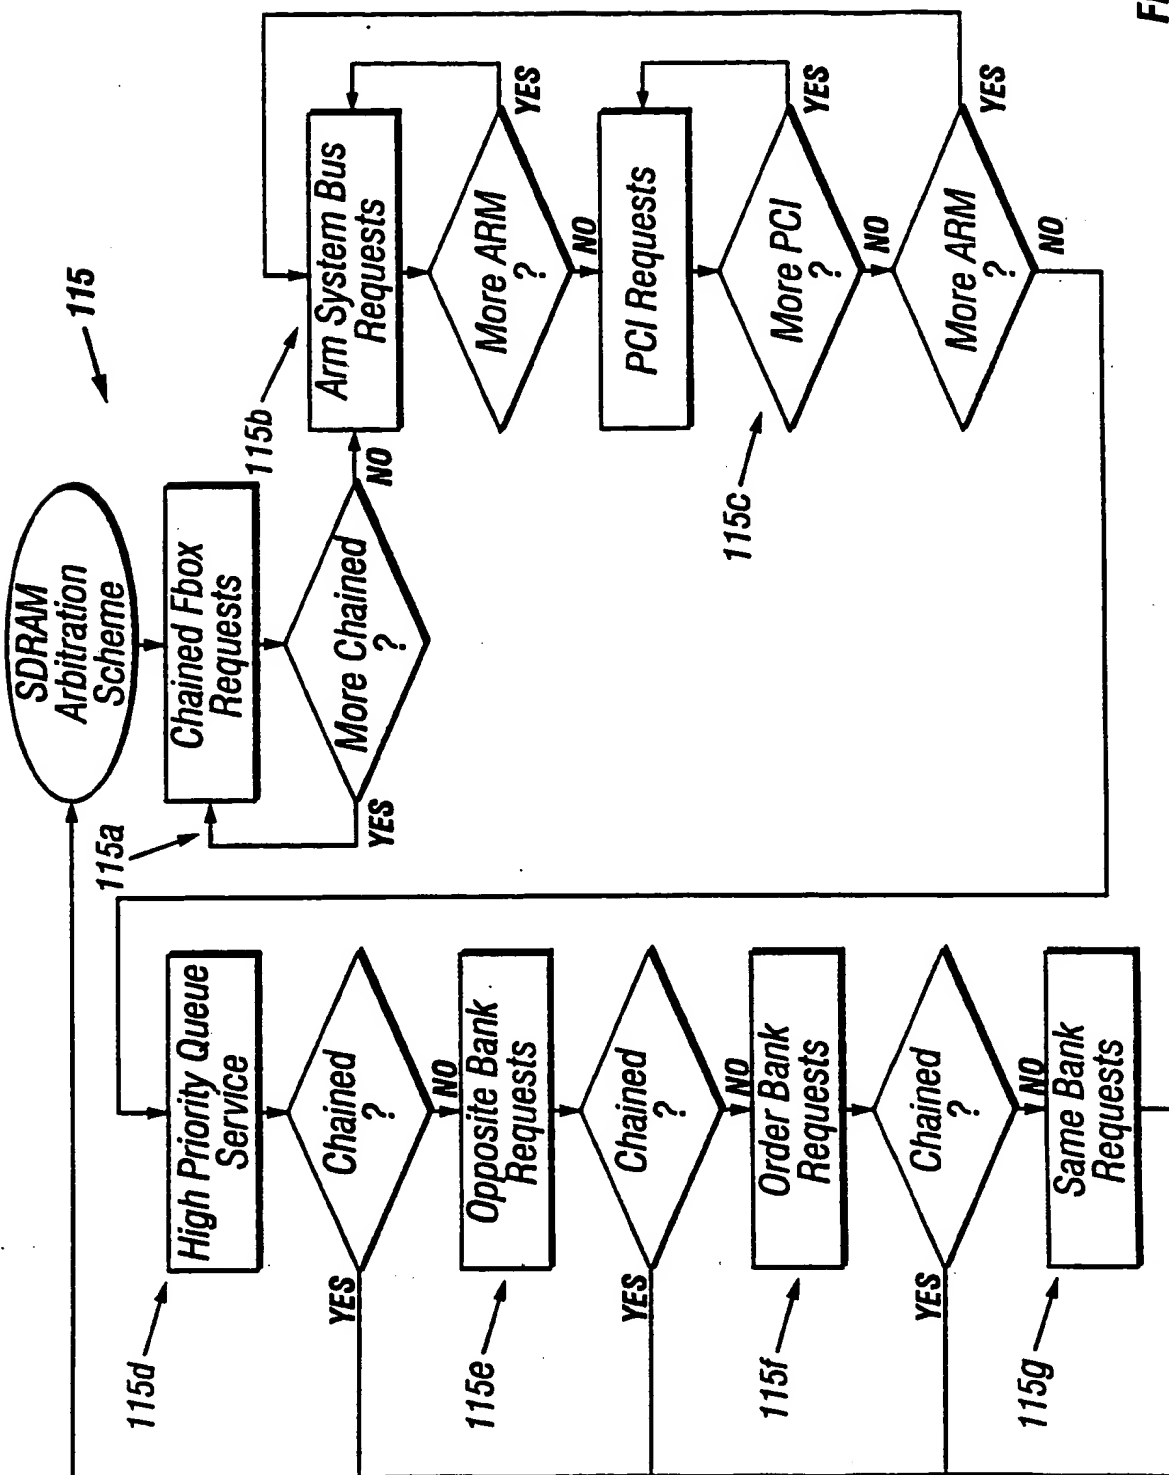 115
SDRAM
Arbitration
Scheme
115a
Chained Fbox
Requests
More Chained
?
YES
NO
115b
Arm System Bus
Requests
More ARM
?
YES
NO
PCI Requests
115c
More PCI
?
YES
NO
More ARM
?
YES
NO
115d
High Priority Queue
Service
Chained
?
YES
NO
115e
Opposite Bank
Requests
Chained
?
YES
NO
115f
Order Bank
Requests
Chained
?
YES
NO
115g
Same Bank
Requests